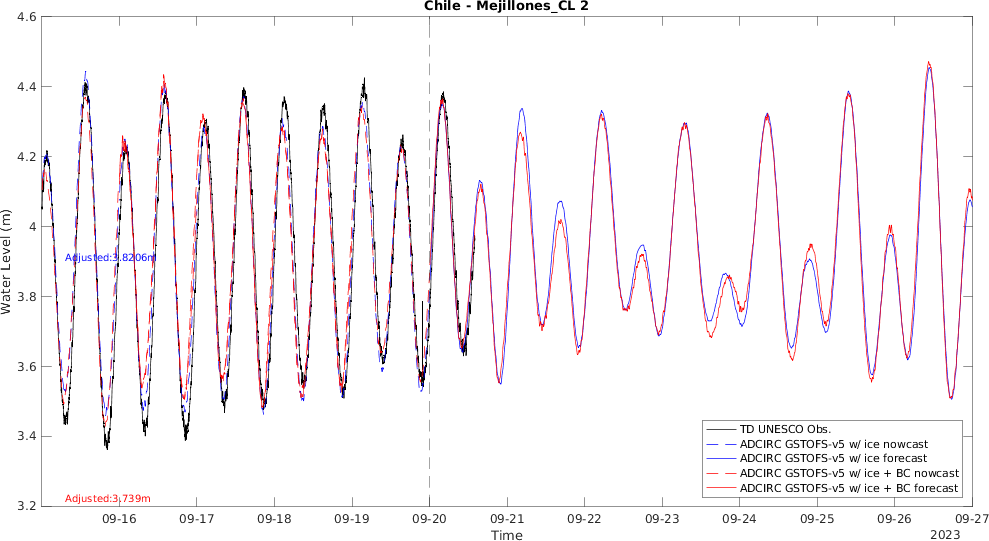 Chile - Mejillones_CL 2
4.6
4.4
4.2
4
3.8
3.6
3.4
3.2
Water Level (m)
Adjusted:3.8206m
Adjusted:3.739m
TD UNESCO Obs.
ADCIRC GSTOFS-v5 w/ ice nowcast
ADCIRC GSTOFS-v5 w/ ice forecast
ADCIRC GSTOFS-v5 w/ ice + BC nowcast
ADCIRC GSTOFS-v5 w/ ice + BC forecast
09-16 09-17 09-18 09-19 09-20 09-21 09-22 09-23 09-24 09-25 09-26 09-27
Time
2023